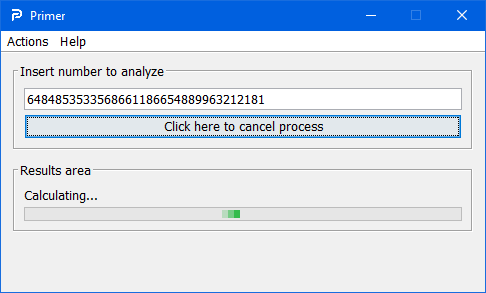 Primer
Actions Help
Insert number to analyze
6484853533568661186654889963212181
Click here to cancel process
Results area
Calculating...